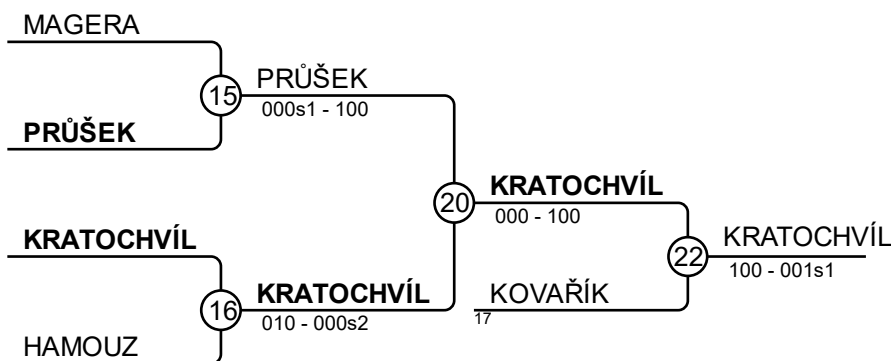 MAGERA
15
PRŮŠEK
000s1 - 100
PRŮŠEK
20
KRATOCHVÍL
000 - 100
KRATOCHVÍL
22
KRATOCHVÍL
100 - 001s1
16
KRATOCHVÍL
010 - 000s2
KOVAŘÍK
17
HAMOUZ